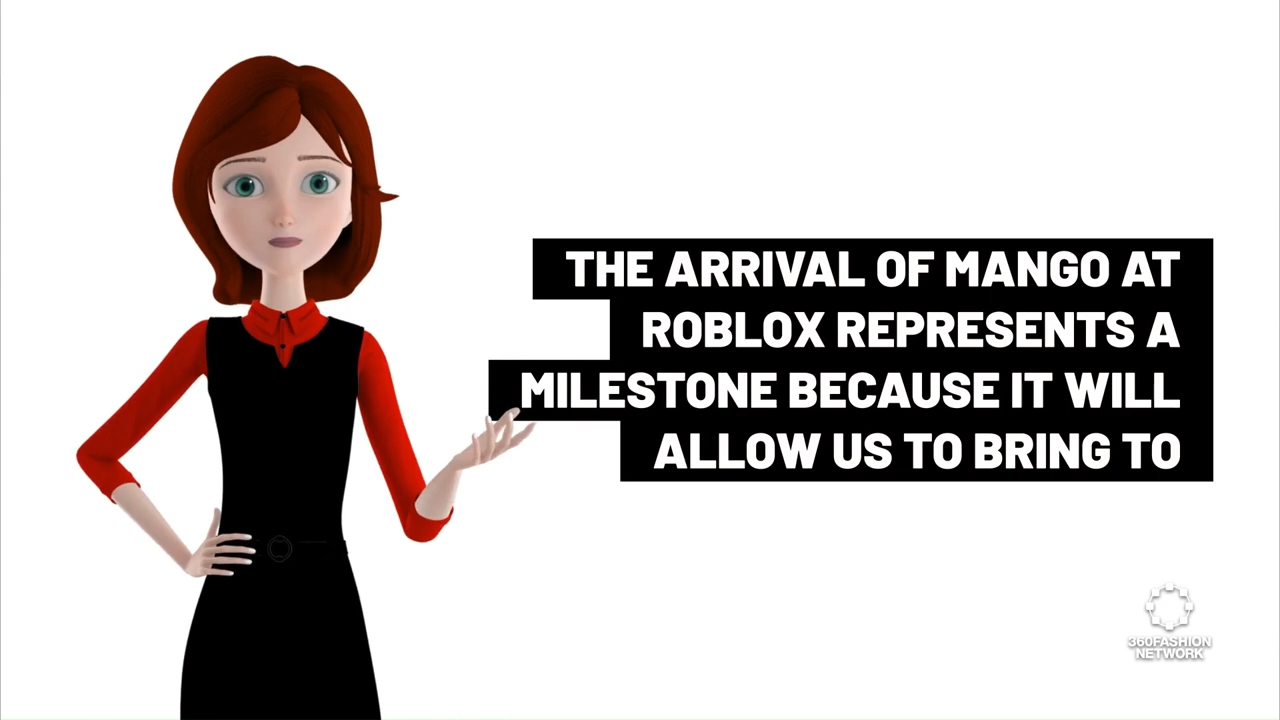 THE ARRIVAL OF MANGO AT
ROBLOX REPRESENTS A
MILESTONE BECAUSE IT WILL
ALLOW US TO BRING TO
360FASHION
NETWORK